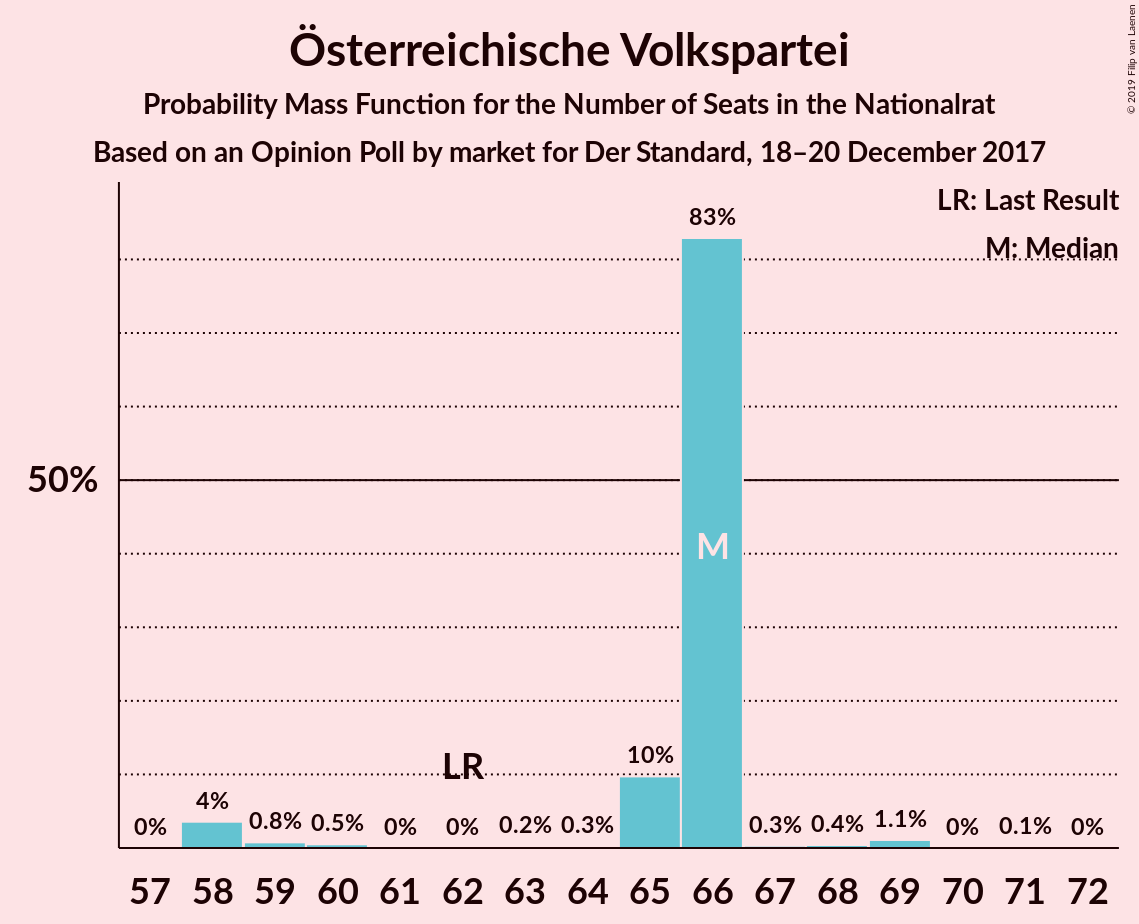 Österreichische Volkspartei
Probability Mass Function for the Number of Seats in the Nationalrat
Based on an Opinion Poll by market for Der Standard, 18–20 December 2017
© 2019 Filip van Laenen
LR: Last Result
M: Median
50%
0%
4%
0.8%
0.5%
0%
0%
0.2%
0.3%
10%
83%
0.3%
0.4%
1.1%
0%
0.1%
0%
LR
M
57 58 59 60 61 62 63 64 65 66 67 68 69 70 71 72